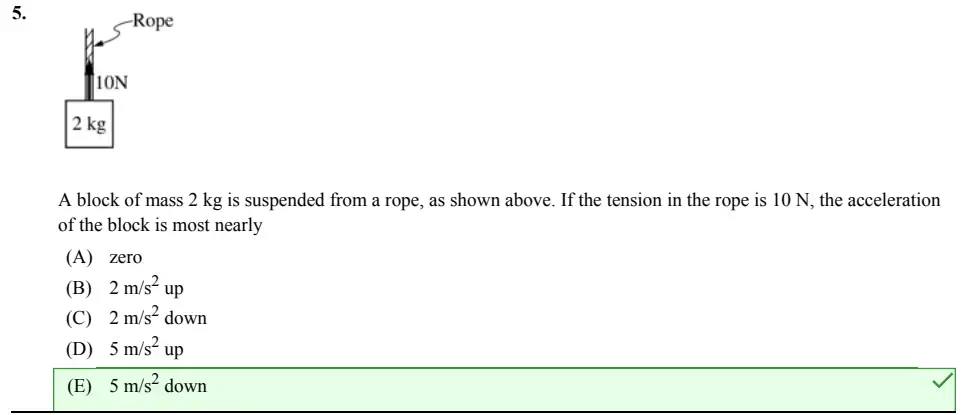 5.
Rope
10N
2 kg
A block of mass 2 kg is suspended from a rope, as shown above. If the tension in the rope is 10 N, the acceleration
of the block is most nearly
(A) zero
(B) 2 m/s² up
(C) 2 m/s² down
(D) 5 m/s² up
(E) 5 m/s² down